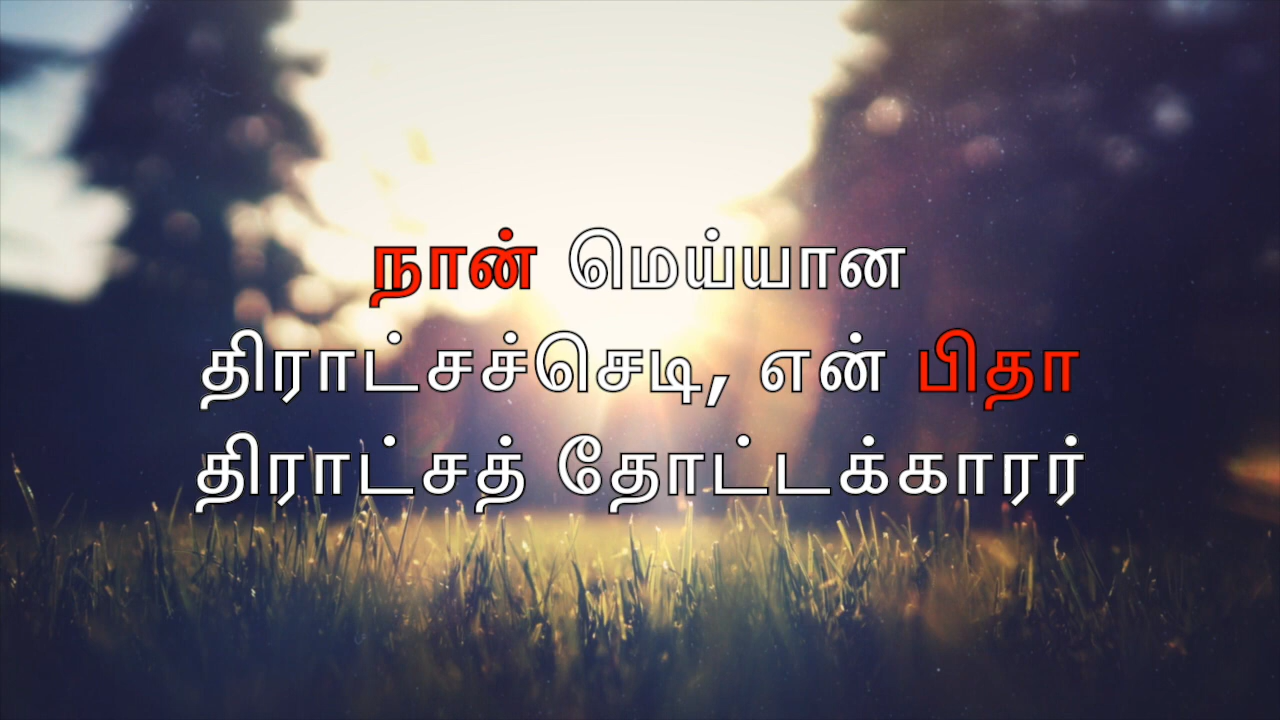 நான் மெய்யான
திராட்சச்செடி, என் பிதா
திராட்சத் தோட்டக்காரர்